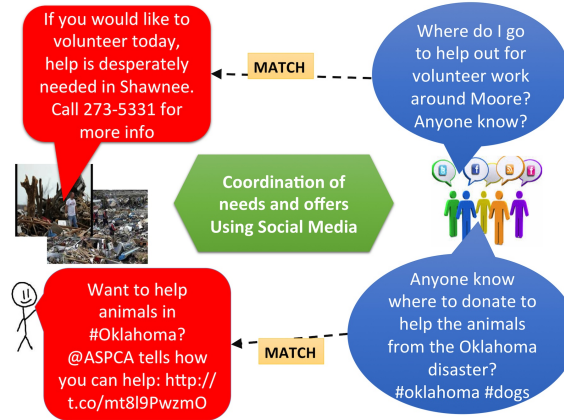 If you would like to
volunteer today,
help is desperately
needed in Shawnee.
Call 273-5331 for
more info
MATCH
Where do I go
to help out for
volunteer work
around Moore?
Anyone know?
Coordination of
needs and offers
Using Social Media
Want to help
animals in
#Oklahoma?
@ASPCA tells how
you can help: http://
t.co/mt8l9PwzmO
MATCH
Anyone know
where to donate to
help the animals
from the Oklahoma
disaster?
#oklahoma #dogs